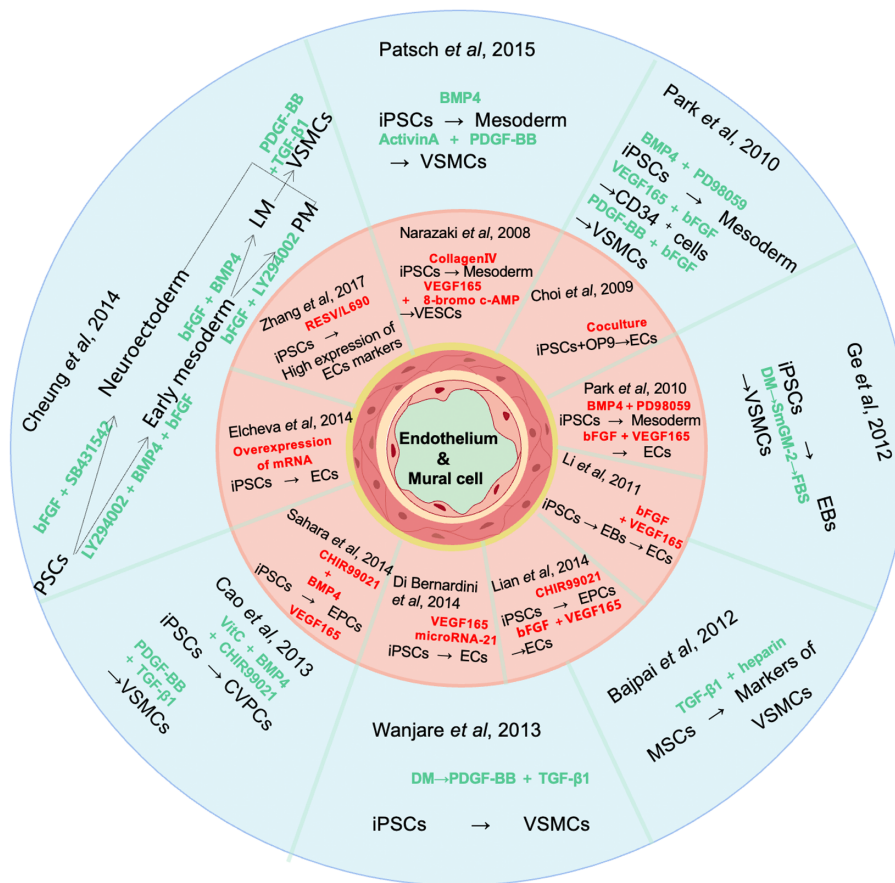 Patsch et al, 2015
BMP4
iPSCs → Mesoderm
ActivinA + PDGF-BB
→ VSMCs
Park et al, 2010
BMP4 + PD98059
iPSCs → Mesoderm
VEGF165 + bFGF
→CD34 + cells
PDGF-BB + bFGF
→VSMCs
Ge et al, 2012
iPSCs → EBs
DM→SmGM-2→FBS
→VSMCs
Bajpai et al, 2012
TGF-β1 + heparin
MSCs → Markers of
VSMCs
Wanjare et al, 2013
DM→PDGF-BB + TGF-β1
iPSCs → VSMCs
Cao et al, 2013
VitC + BMP4
+ CHIR99021
iPSCs → CVPCs
PDGF-BB
+ TGF-β1
→VSMCs
Cheung et al, 2014
PSCs
bFGF + SB431542
Neuroectoderm
LY294002 + BMP4 + bFGF
Early mesoderm
bFGF + BMP4
LM
bFGF + LY294002
PM
PDGF-BB
+TGF-β1
VSMCs
Narazaki et al, 2008
CollagenIV
iPSCs → Mesoderm
VEGF165
+ 8-bromo c-AMP
→VESCs
Choi et al, 2009
Coculture
iPSCs+OP9→ECs
Park et al, 2010
BMP4 + PD98059
iPSCs → Mesoderm
bFGF + VEGF165
→ ECs
Li et al, 2011
bFGF
+ VEGF165
iPSCs → EBs → ECs
Lian et al, 2014
CHIR99021
iPSCs → EPCs
bFGF + VEGF165
→ECs
Di Bernardini
et al, 2014
VEGF165
microRNA-21
iPSCs → ECs
Sahara et al, 2014
CHIR99021
+
BMP4
iPSCs → EPCs
VEGF165
Elcheva et al, 2014
Overexpression
of mRNA
iPSCs → ECs
Zhang et al, 2017
RESV/L690
iPSCs →
High expression of
ECs markers
Endothelium
&
Mural cell